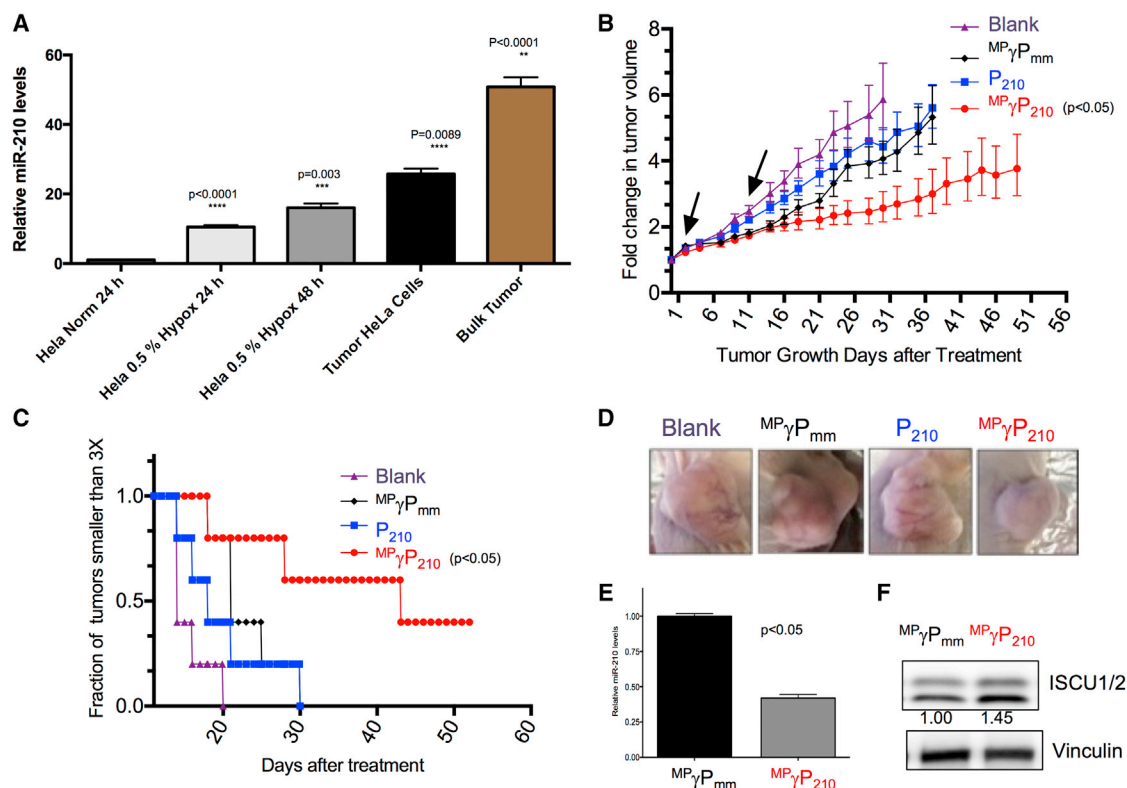 A
Relative miR-210 levels
60
40
20
0
P<0.0001
**
P=0.0089
****
p=0.003
***
p<0.0001
****
Hela Norm 24 h
Hela 0.5 % Hypox 24 h
Hela 0.5 % Hypox 48 h
Tumor HeLa Cells
Bulk Tumor
B
Fold change in tumor volume
8
6
4
2
0
Blank
MPγPmm
P210
MPγP210 (p<0.05)
1 6 11 16 21 26 31 36 41 46 51 56
Tumor Growth Days after Treatment
C
Fraction of tumors smaller than 3X
1.0
0.5
0.0
Blank
MPγPmm
P210
MPγP210 (p<0.05)
20 30 40 50 60
Days after treatment
D
Blank MPγPmm P210 MPγP210
E
Relative miR-210 levels
1.00
0.75
0.50
0.25
0.00
p<0.05
MPγPmm MPγP210
F
MPγPmm MPγP210
ISCU1/2
1.00 1.45
Vinculin